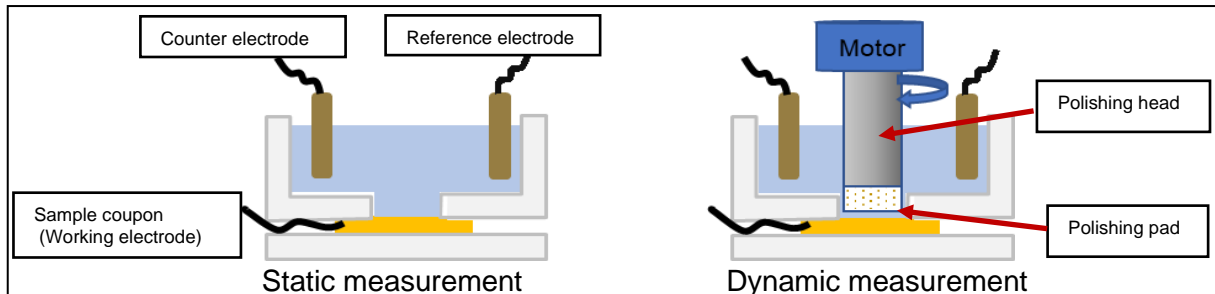 Counter electrode
Reference electrode
Sample coupon
(Working electrode)
Static measurement
Motor
Polishing head
Polishing pad
Dynamic measurement